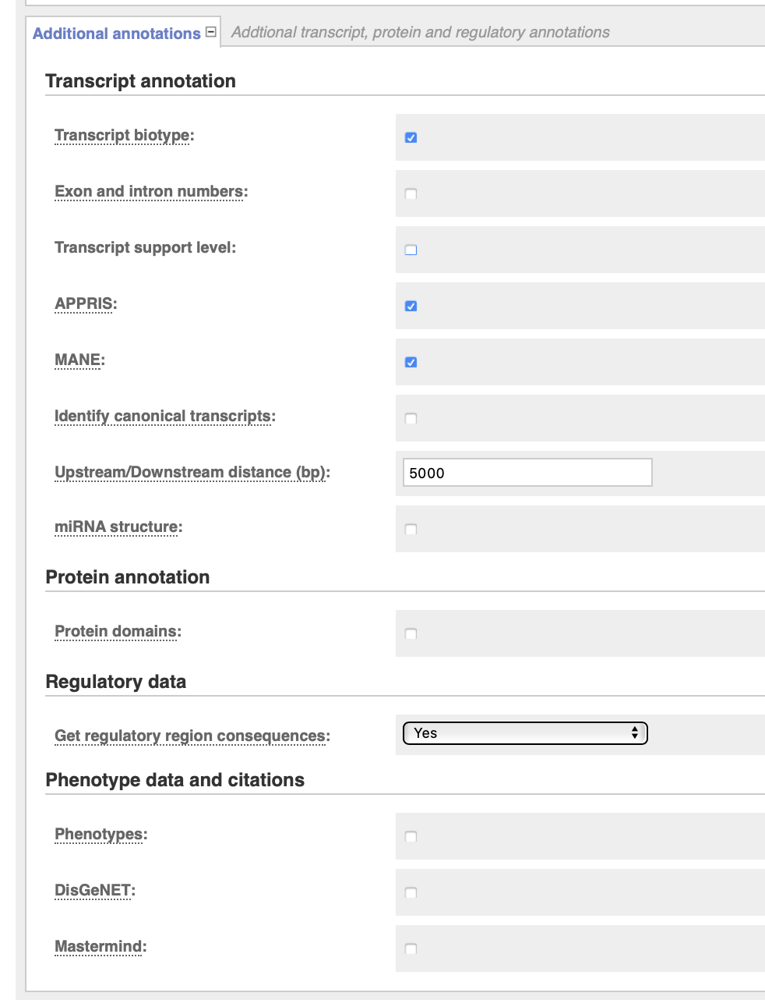 Additional annotations
Addtional transcript, protein and regulatory annotations
Transcript annotation
Transcript biotype:
Exon and intron numbers:
Transcript support level:
APPRIS:
MANE:
Identify canonical transcripts:
Upstream/Downstream distance (bp):
5000
miRNA structure:
Protein annotation
Protein domains:
Regulatory data
Get regulatory region consequences:
Yes
Phenotype data and citations
Phenotypes:
DisGeNET:
Mastermind: